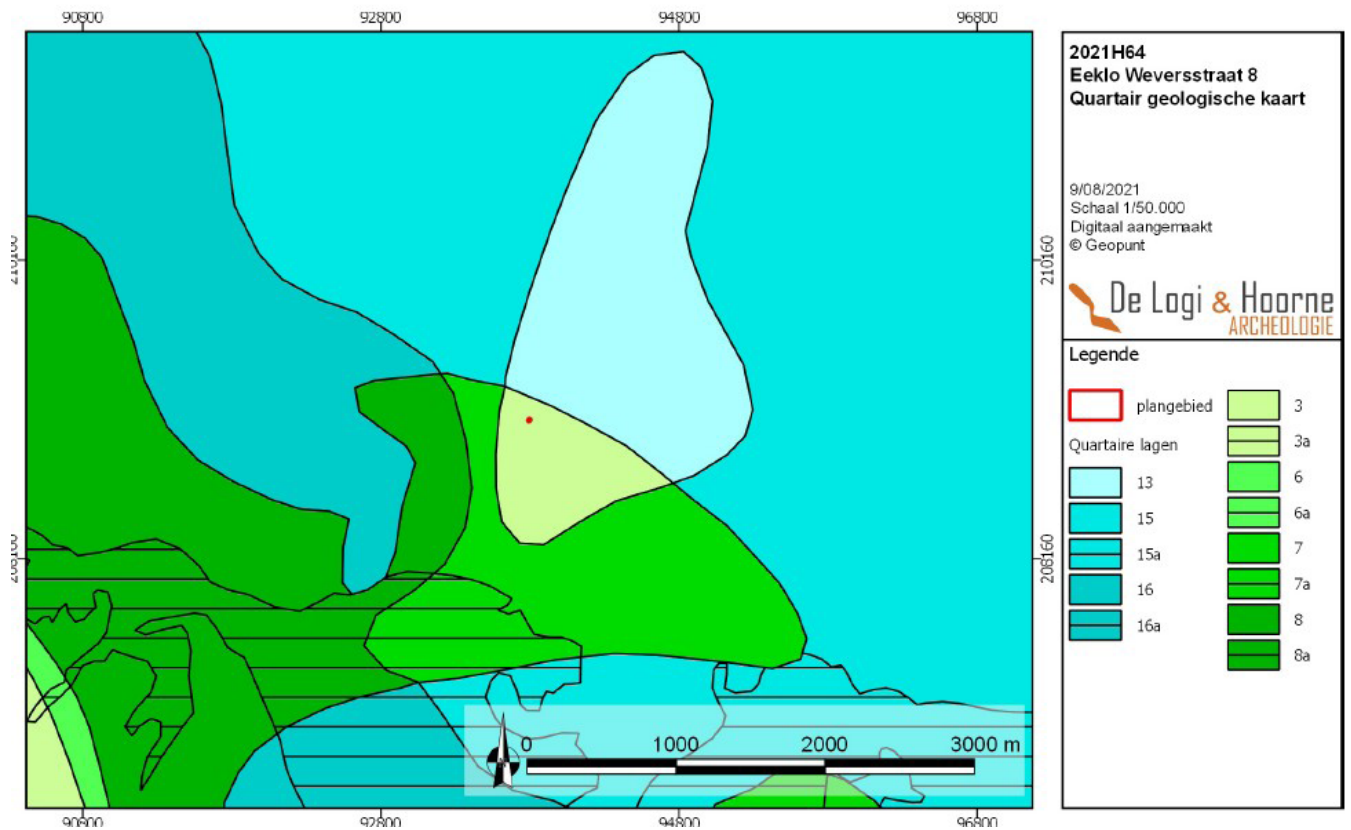 90800 92800 94800 96800
210160 210160
208160 208160
0 1000 2000 3000 m
90800 92800 94800 96800
2021H64
Eeklo Weversstraat 8
Quartair geologische kaart
9/08/2021
Schaal 1/50.000
Digitaal aangemaakt
© Geopunt
De Logi & Hoorne
ARCHEOLOGIE
Legende
plangebied
Quartaire lagen
13
15
15a
16
16a
3
3a
6
6a
7
7a
8
8a